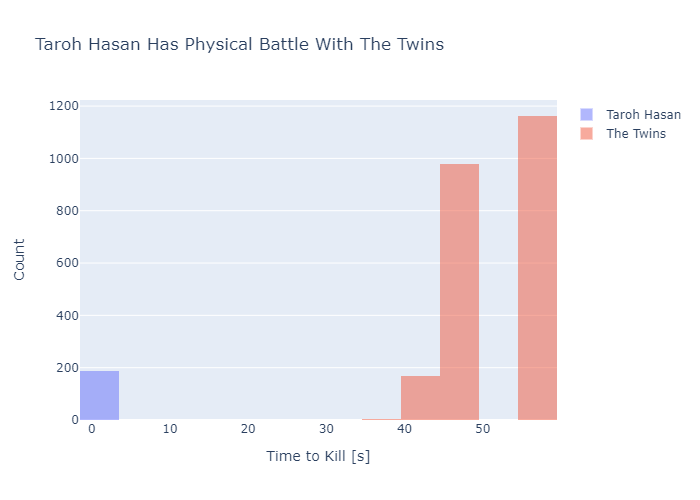 Taroh Hasan Has Physical Battle With The Twins
Taroh Hasan
The Twins
Count
1200
1000
800
600
400
200
0
0 10 20 30 40 50
Time to Kill [s]